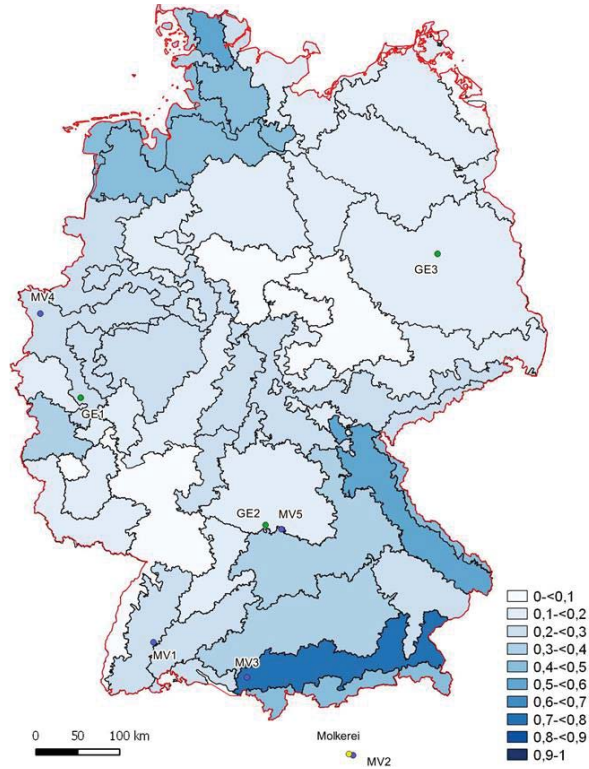 GE3
MV4
GE1
GE2
MV5
MV1
MV3
0-<0,1
0,1-<0,2
0,2-<0,3
0,3-<0,4
0,4-<0,5
0,5-<0,6
0,6-<0,7
0,7-<0,8
0,8-<0,9
0,9-1
0 50 100 km
Molkerei
MV2